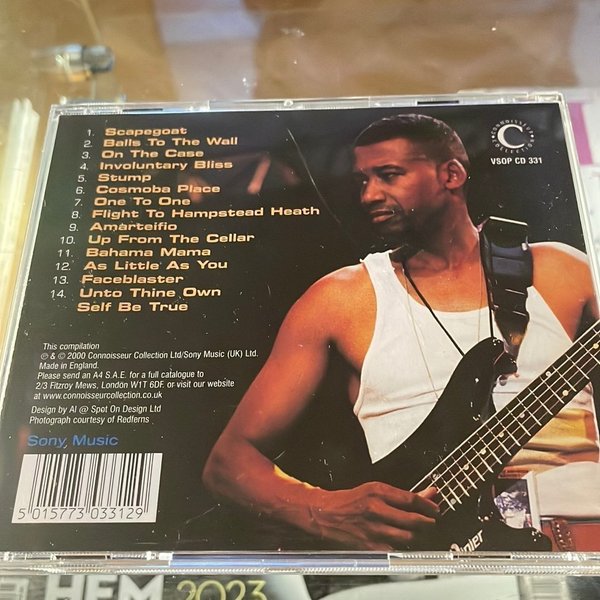 1. Scapegoat
2. Balls To The Wall
3. On The Case
4. Involuntary Bliss
5. Stump
6. Cosmoba Place
7. One To One
8. Flight To Hampstead Heath
9. Amarteifio
10. Up From The Cellar
11. Bahama Mama
12. As Little As You
13. Faceblaster
14. Unto Thine Own
Self Be True
CONNOISSEUR
COLLECTION
VSOP CD 331
This compilation
℗ & © 2000 Connoisseur Collection Ltd/Sony Music (UK) Ltd.
Made in England.
Please send an A4 S.A.E. for a full catalogue to
2/3 Fitzroy Mews, London W1T 6DF. or visit our website
at www.connoisseurcollection.co.uk
Design by Al @ Spot On Design Ltd
Photograph courtesy of Redferns
Sony Music
5 015773 033129
HFM 2023